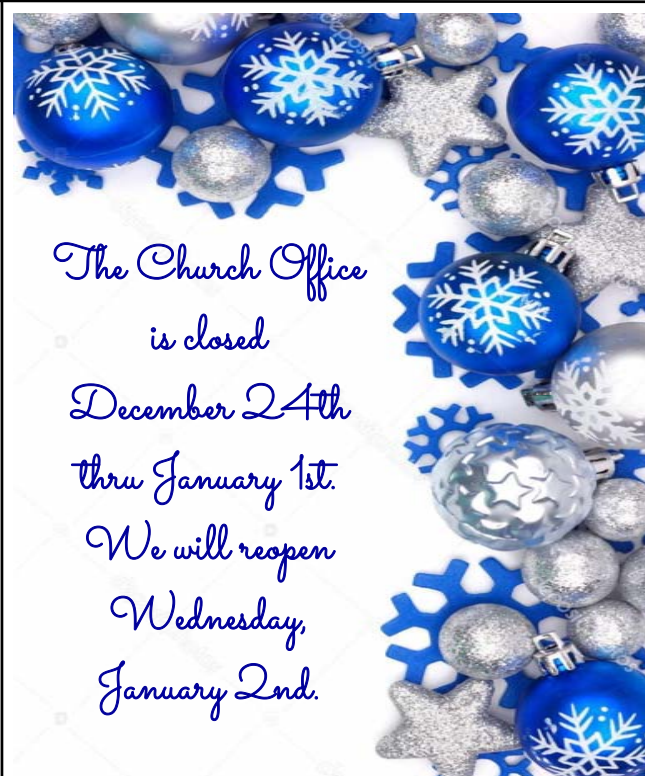 The Church Office
is closed
December 24th
thru January 1st.
We will reopen
Wednesday,
January 2nd.